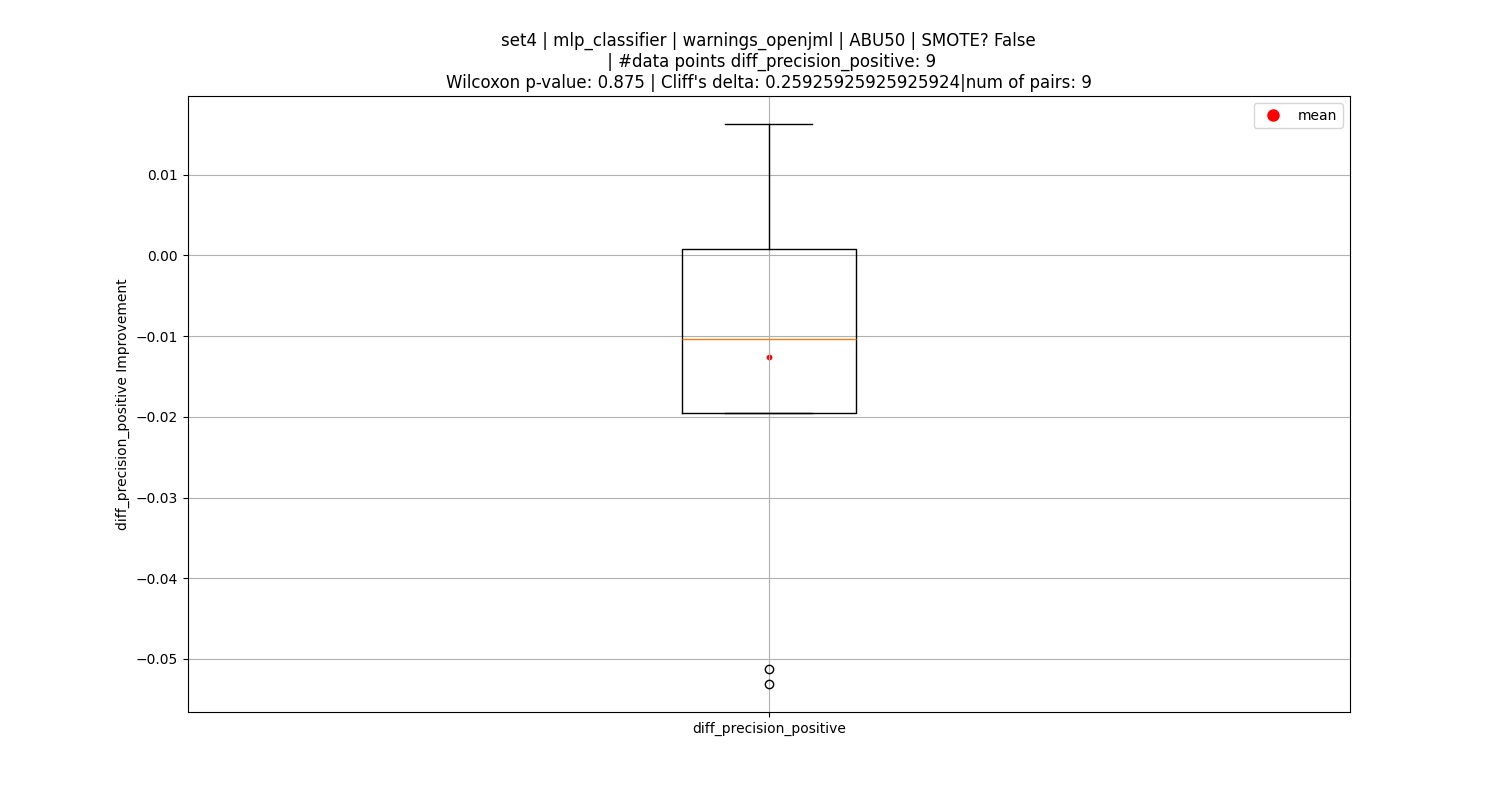 set4 | mlp_classifier | warnings_openjml | ABU50 | SMOTE? False
| #data points diff_precision_positive: 9
Wilcoxon p-value: 0.875 | Cliff's delta: 0.25925925925925924|num of pairs: 9
mean
0.01
0.00
−0.01
−0.02
−0.03
−0.04
−0.05
diff_precision_positive Improvement
diff_precision_positive